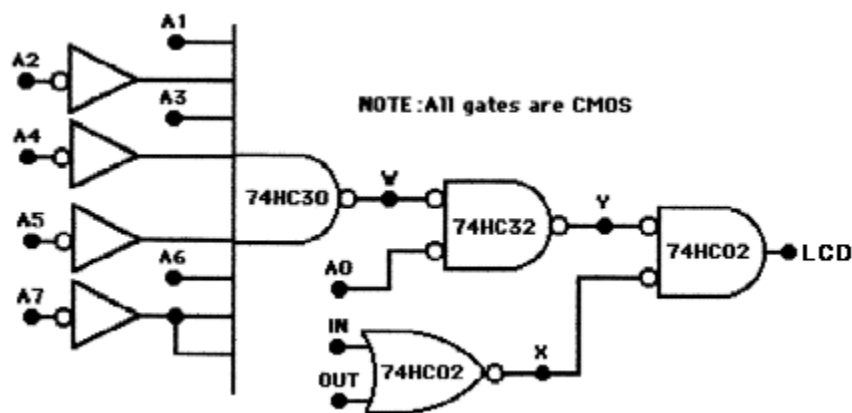 A1
A2
A3
NOTE:All gates are CMOS
A4
74HC30
W
74HC32
Y
A5
74HC02
LCD
A6
A0
A7
IN
74HC02
X
OUT